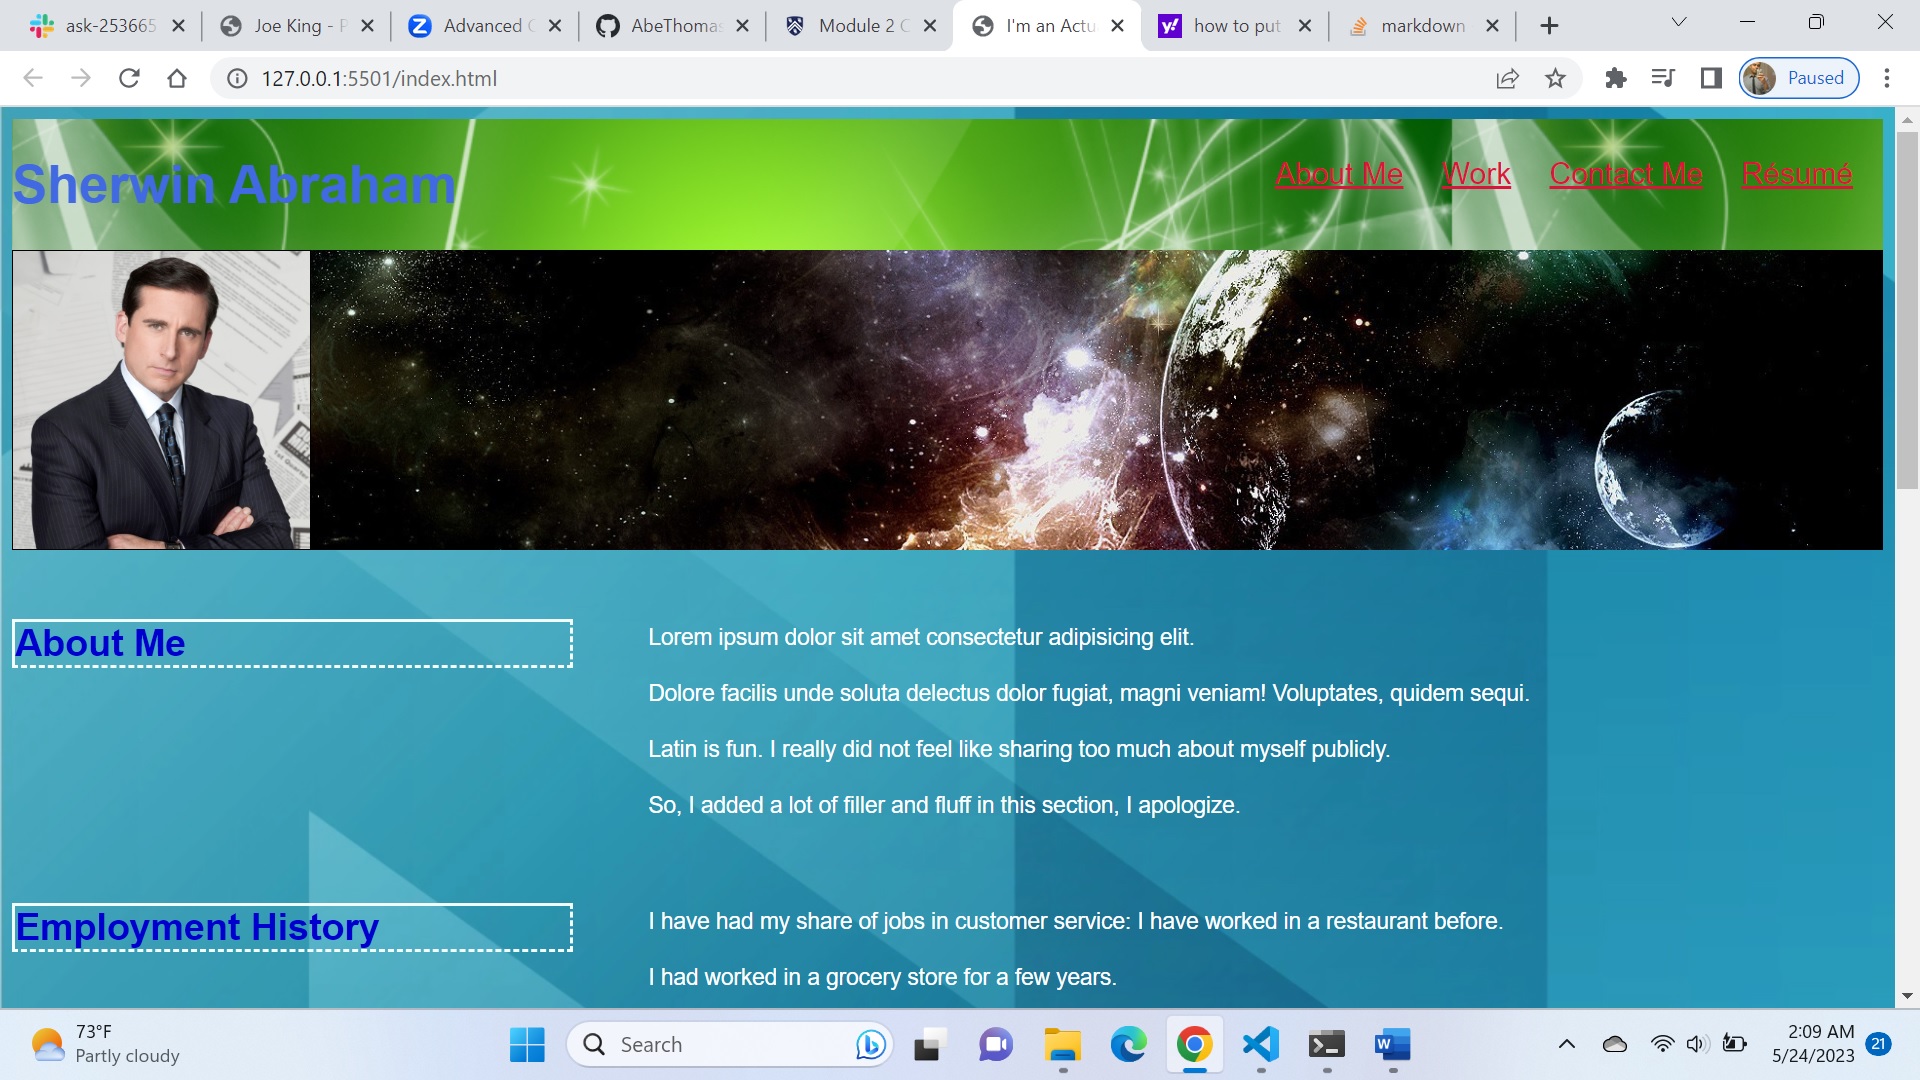 ask-253665
Joe King - P
Advanced C
AbeThomas
Module 2 C
I'm an Actu
how to put
markdown
127.0.0.1:5501/index.html
Paused
Sherwin Abraham
About Me Work Contact Me Résumé
About Me
Lorem ipsum dolor sit amet consectetur adipisicing elit.
Dolore facilis unde soluta delectus dolor fugiat, magni veniam! Voluptates, quidem sequi.
Latin is fun. I really did not feel like sharing too much about myself publicly.
So, I added a lot of filler and fluff in this section, I apologize.
Employment History
I have had my share of jobs in customer service: I have worked in a restaurant before.
I had worked in a grocery store for a few years.
73°F
Partly cloudy
Search
2:09 AM
5/24/2023
21